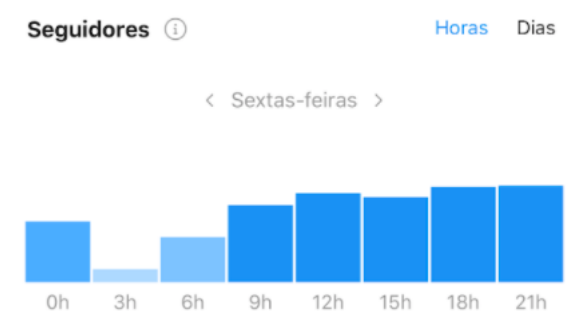 Seguidores Horas Dias
< Sextas-feiras >
0h 3h 6h 9h 12h 15h 18h 21h